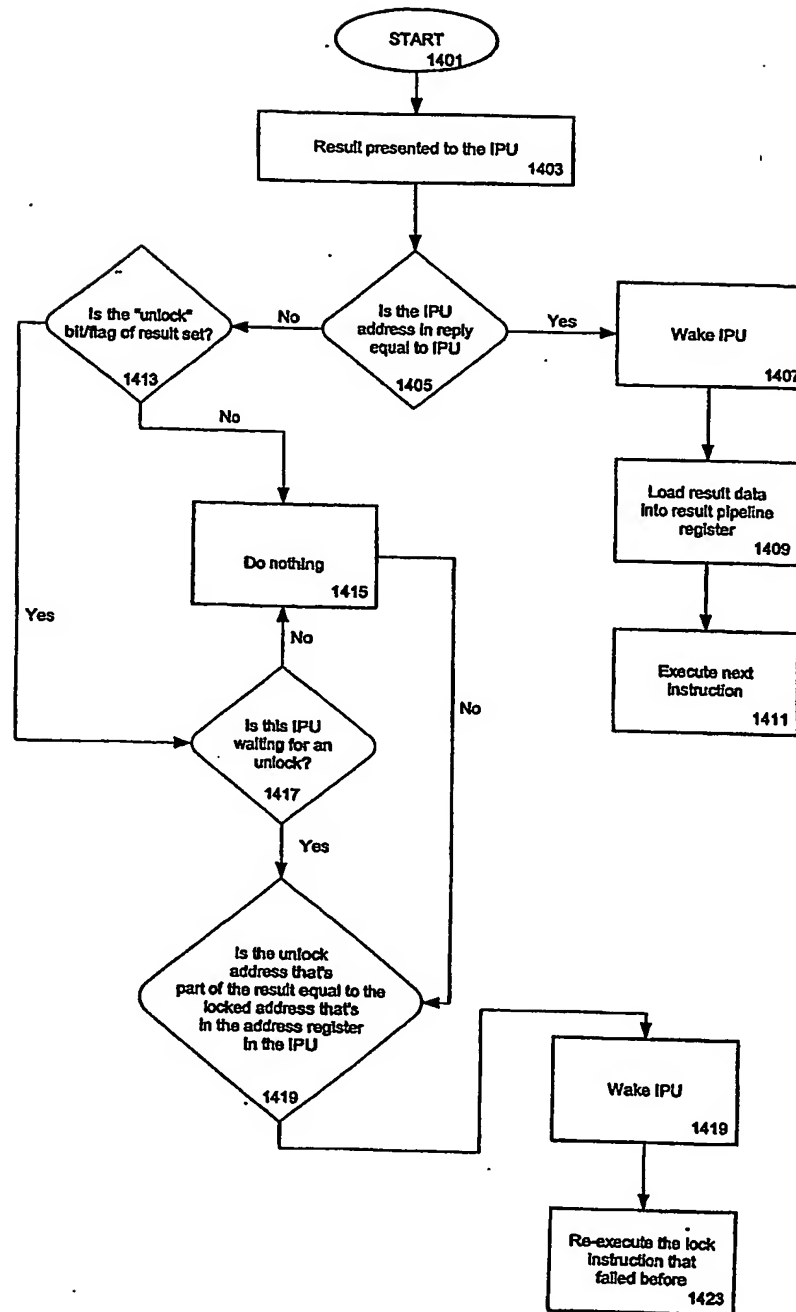 START
1401
Result presented to the IPU
1403
Is the IPU
address in reply
equal to IPU
1405
No
Yes
Is the "unlock"
bit/flag of result set?
1413
Wake IPU
1407
No
Load result data
into result pipeline
register
1409
Do nothing
1415
Yes
No
Execute next
instruction
1411
No
Is this IPU
waiting for an
unlock?
1417
Yes
Is the unlock
address that's
part of the result equal to the
locked address that's
in the address register
in the IPU
1419
Wake IPU
1419
Re-execute the lock
instruction that
failed before
1423